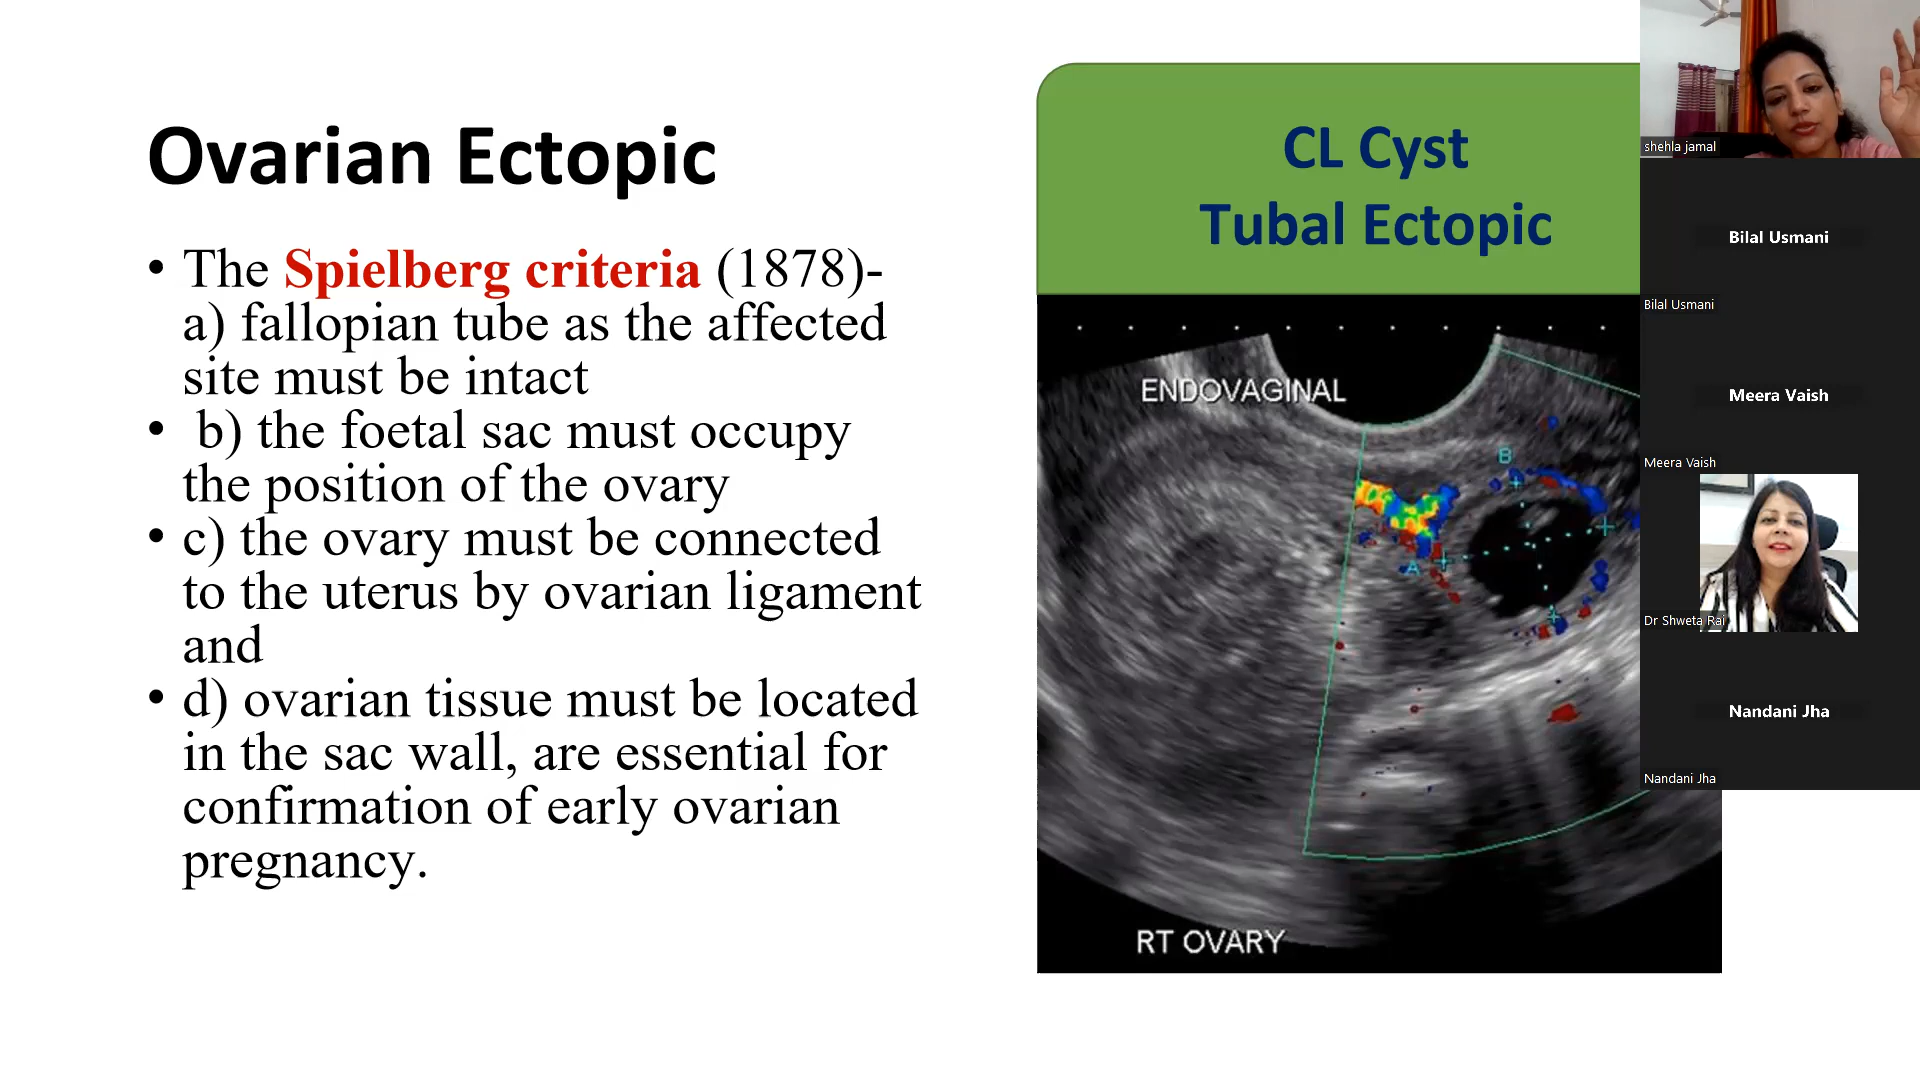 Ovarian Ectopic
• The Spielberg criteria (1878)-
a) fallopian tube as the affected
site must be intact
• b) the foetal sac must occupy
the position of the ovary
• c) the ovary must be connected
to the uterus by ovarian ligament
and
• d) ovarian tissue must be located
in the sac wall, are essential for
confirmation of early ovarian
pregnancy.
CL Cyst
Tubal Ectopic
ENDOVAGINAL
B
A
RT OVARY
shehla jamal
Bilal Usmani
Bilal Usmani
Meera Vaish
Meera Vaish
Dr Shweta Rai
Nandani Jha
Nandani Jha